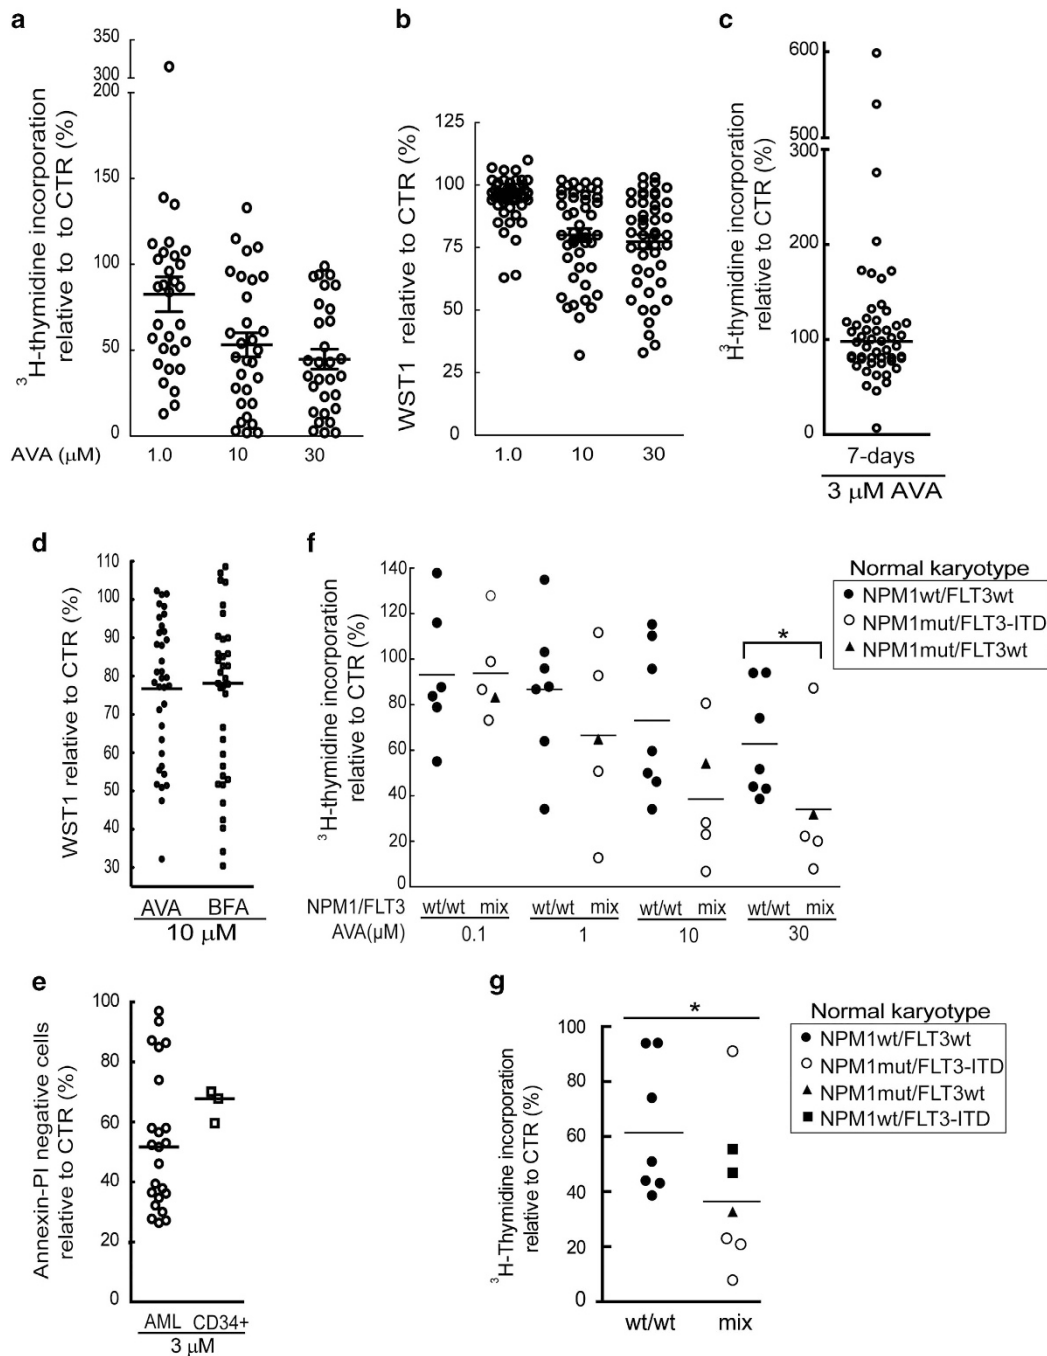 a
³H-thymidine incorporation
relative to CTR (%)
350
300
200
150
100
50
0
AVA (μM)
1.0
10
30
b
WST1 relative to CTR (%)
125
100
75
50
25
0
1.0
10
30
c
³H-thymidine incorporation
relative to CTR (%)
600
500
300
200
100
0
7-days
3 μM AVA
d
WST1 relative to CTR (%)
110
100
90
80
70
60
50
40
30
AVA BFA
10 μM
f
³H-thymidine incorporation
relative to CTR (%)
140
120
100
80
60
40
20
0
*
NPM1/FLT3 wt/wt mix wt/wt mix wt/wt mix wt/wt mix
AVA(μM) 0.1 1 10 30
Normal karyotype
NPM1wt/FLT3wt
NPM1mut/FLT3-ITD
NPM1mut/FLT3wt
e
Annexin-PI negative cells
relative to CTR (%)
100
80
60
40
20
0
AML CD34+
3 μM
g
³H-Thymidine incorporation
relative to CTR (%)
100
80
60
40
20
0
*
wt/wt mix
Normal karyotype
NPM1wt/FLT3wt
NPM1mut/FLT3-ITD
NPM1mut/FLT3wt
NPM1wt/FLT3-ITD